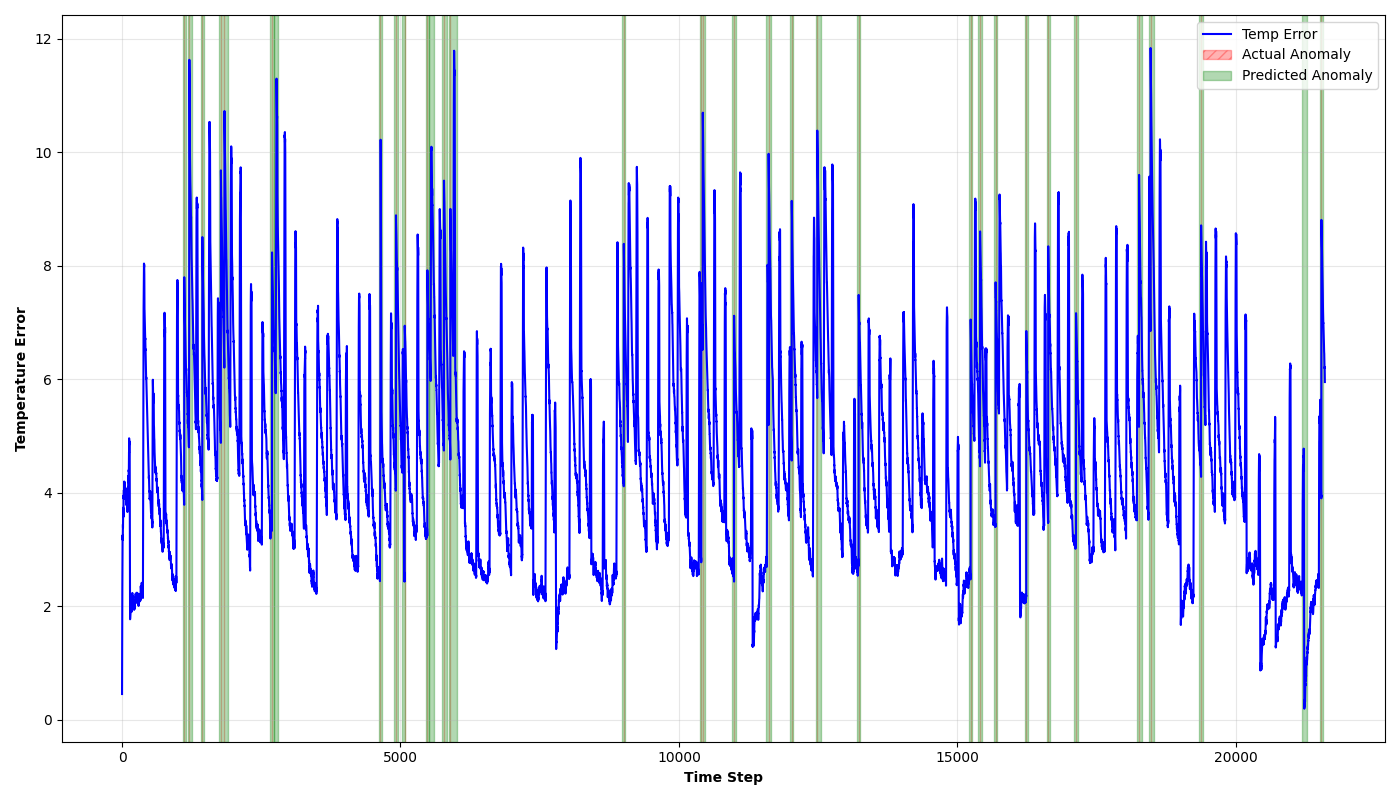 12
10
8
6
4
2
0
Temperature Error
Temp Error
Actual Anomaly
Predicted Anomaly
0 5000 10000 15000 20000
Time Step